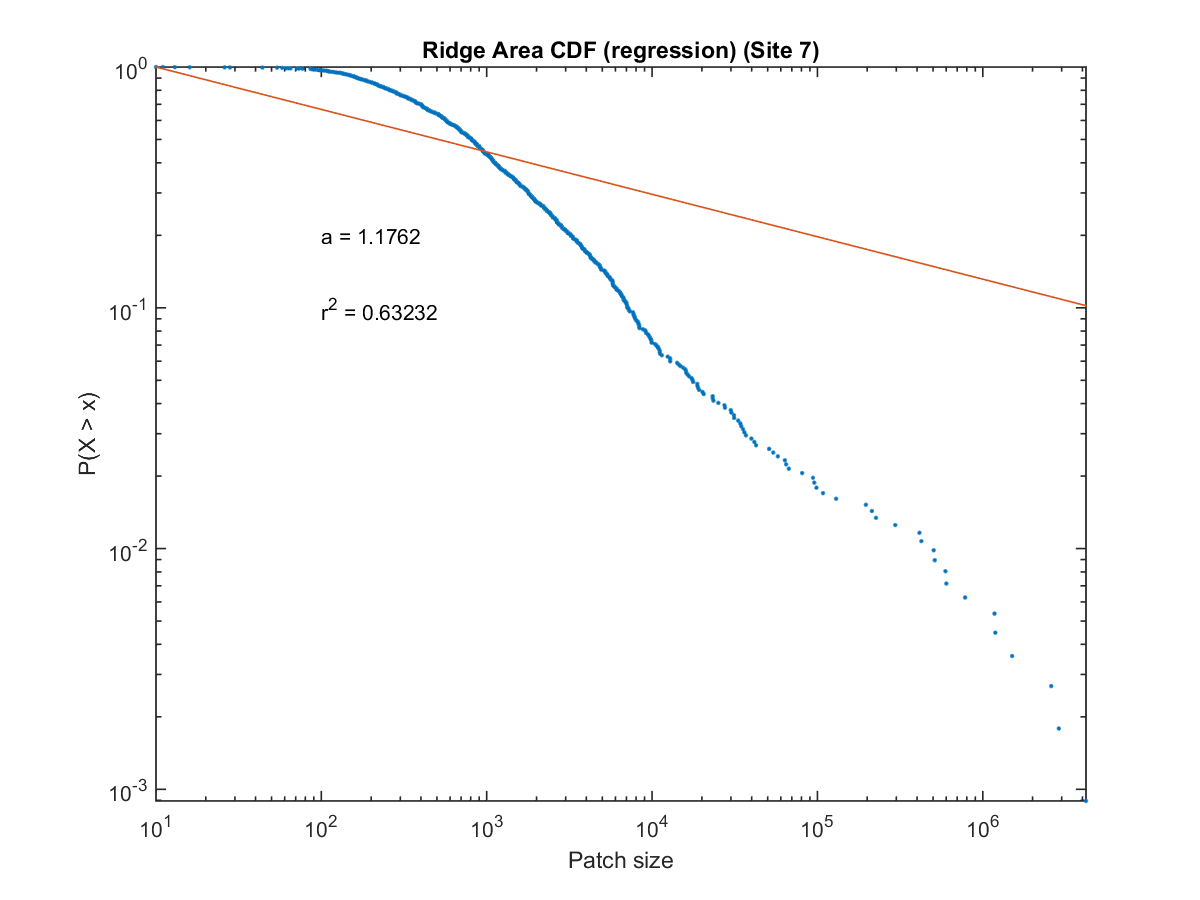 Ridge Area CDF (regression) (Site 7)
10^0
a = 1.1762
r^2 = 0.63232
10^-1
P(X > x)
10^-2
10^-3
10^1 10^2 10^3 10^4 10^5 10^6
Patch size